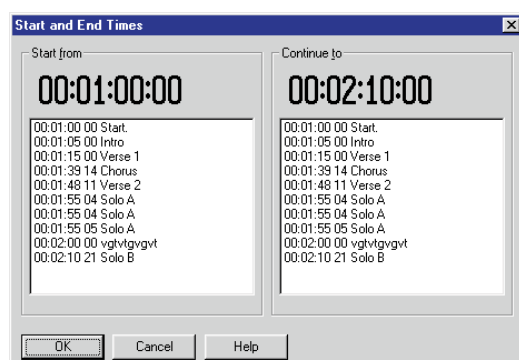 Start and End Times
Start from
00:01:00:00
00:01:00 00 Start.
00:01:05 00 Intro
00:01:15 00 Verse 1
00:01:39 14 Chorus
00:01:48 11 Verse 2
00:01:55 04 Solo A
00:01:55 04 Solo A
00:01:55 05 Solo A
00:02:00 00 vgtvtgvgvt
00:02:10 21 Solo B
Continue to
00:02:10:00
00:01:00 00 Start.
00:01:05 00 Intro
00:01:15 00 Verse 1
00:01:39 14 Chorus
00:01:48 11 Verse 2
00:01:55 04 Solo A
00:01:55 04 Solo A
00:01:55 05 Solo A
00:02:00 00 vgtvtgvgvt
00:02:10 21 Solo B
OK
Cancel
Help